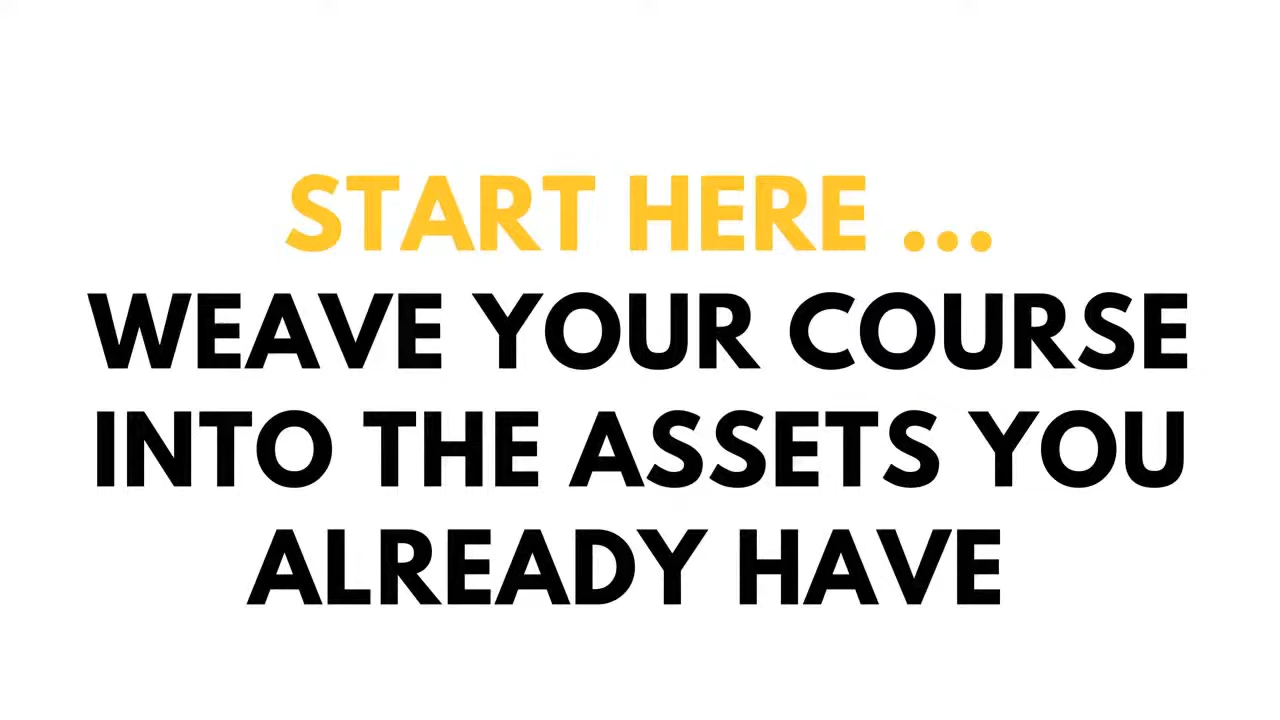 START HERE ...
WEAVE YOUR COURSE
INTO THE ASSETS YOU
ALREADY HAVE